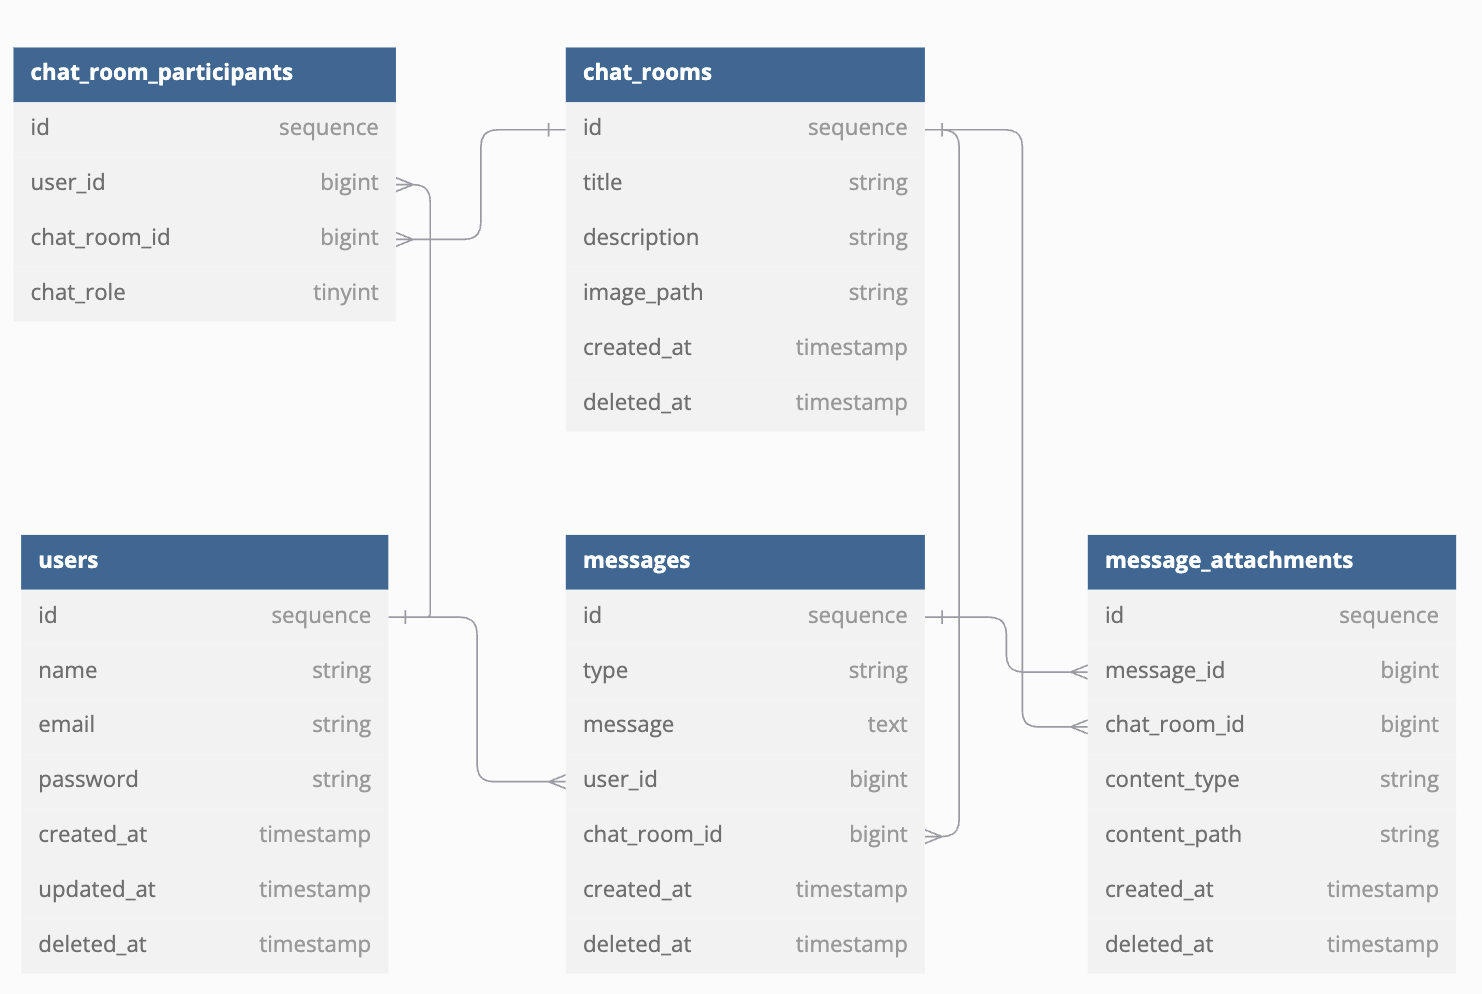 chat_room_participants
id sequence
user_id bigint
chat_room_id bigint
chat_role tinyint
chat_rooms
id sequence
title string
description string
image_path string
created_at timestamp
deleted_at timestamp
users
id sequence
name string
email string
password string
created_at timestamp
updated_at timestamp
deleted_at timestamp
messages
id sequence
type string
message text
user_id bigint
chat_room_id bigint
created_at timestamp
deleted_at timestamp
message_attachments
id sequence
message_id bigint
chat_room_id bigint
content_type string
content_path string
created_at timestamp
deleted_at timestamp